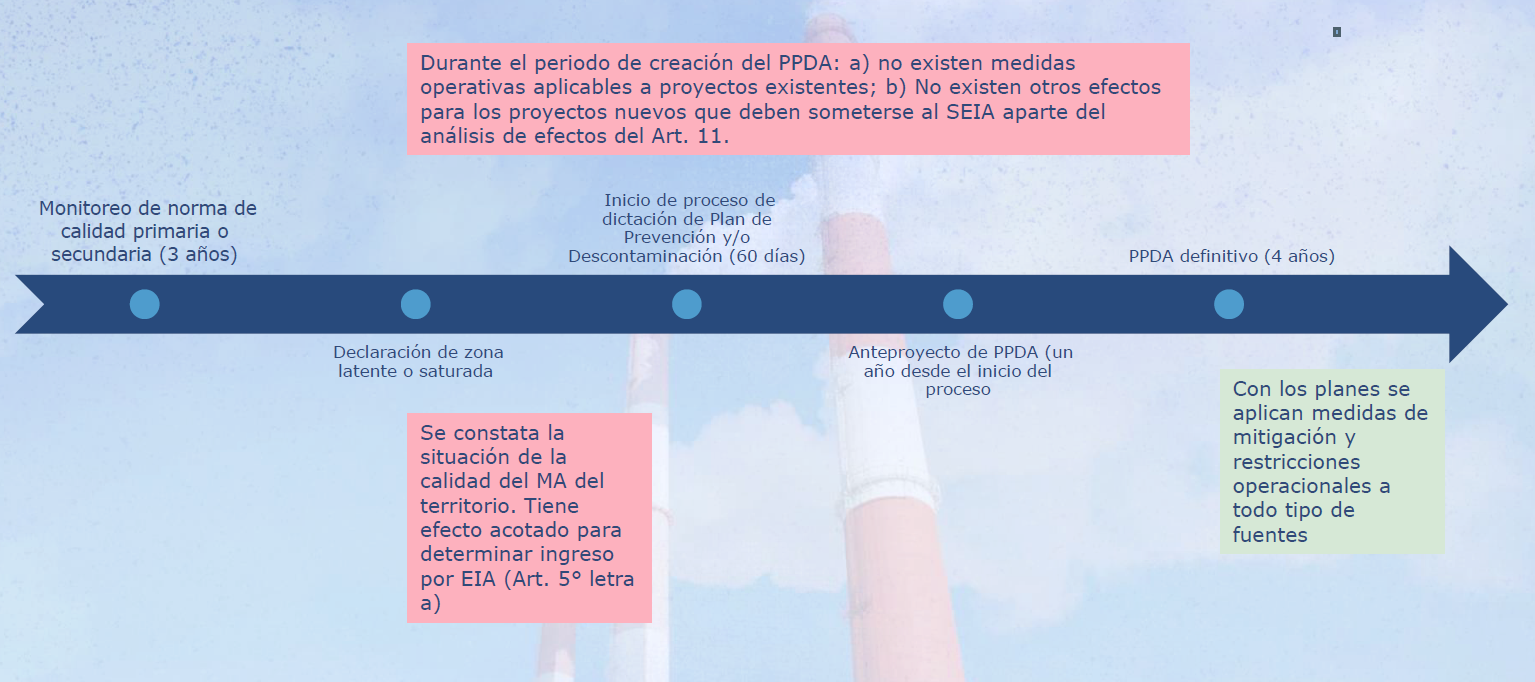 Durante el periodo de creación del PPDA: a) no existen medidas
operativas aplicables a proyectos existentes; b) No existen otros efectos
para los proyectos nuevos que deben someterse al SEIA aparte del
análisis de efectos del Art. 11.
Monitoreo de norma de
calidad primaria o
secundaria (3 años)
Declaración de zona
latente o saturada
Inicio de proceso de
dictación de Plan de
Prevención y/o
Descontaminación (60 días)
Anteproyecto de PPDA (un
año desde el inicio del
proceso
PPDA definitivo (4 años)
Se constata la
situación de la
calidad del MA del
territorio. Tiene
efecto acotado para
determinar ingreso
por EIA (Art. 5° letra
a)
Con los planes se
aplican medidas de
mitigación y
restricciones
operacionales a
todo tipo de
fuentes